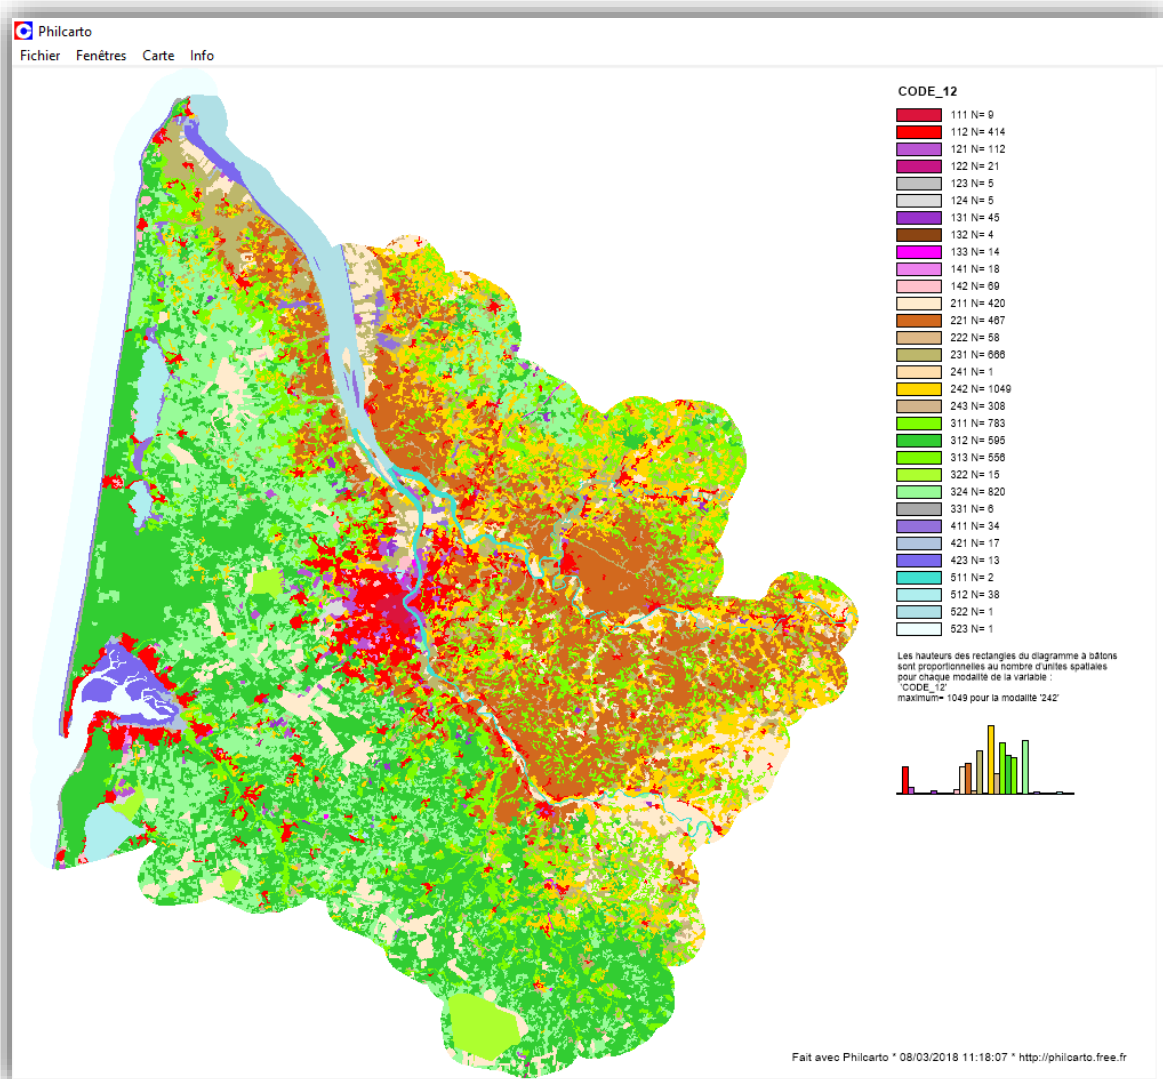 Philcarto
Fichier Fenêtres Carte Info
CODE_12
111 N= 9
112 N= 414
121 N= 112
122 N= 21
123 N= 5
124 N= 5
131 N= 45
132 N= 4
133 N= 14
141 N= 18
142 N= 69
211 N= 420
221 N= 467
222 N= 58
231 N= 666
241 N= 1
242 N= 1049
243 N= 308
311 N= 783
312 N= 595
313 N= 556
322 N= 15
324 N= 820
331 N= 6
411 N= 34
421 N= 17
423 N= 13
511 N= 2
512 N= 38
522 N= 1
523 N= 1
Les hauteurs des rectangles du diagramme à bâtons
sont proportionnelles au nombre d'unites spatiales
pour chaque modalité de la variable :
'CODE_12'
maximum= 1049 pour la modalite '242'
Fait avec Philcarto * 08/03/2018 11:18:07 * http://philcarto.free.fr